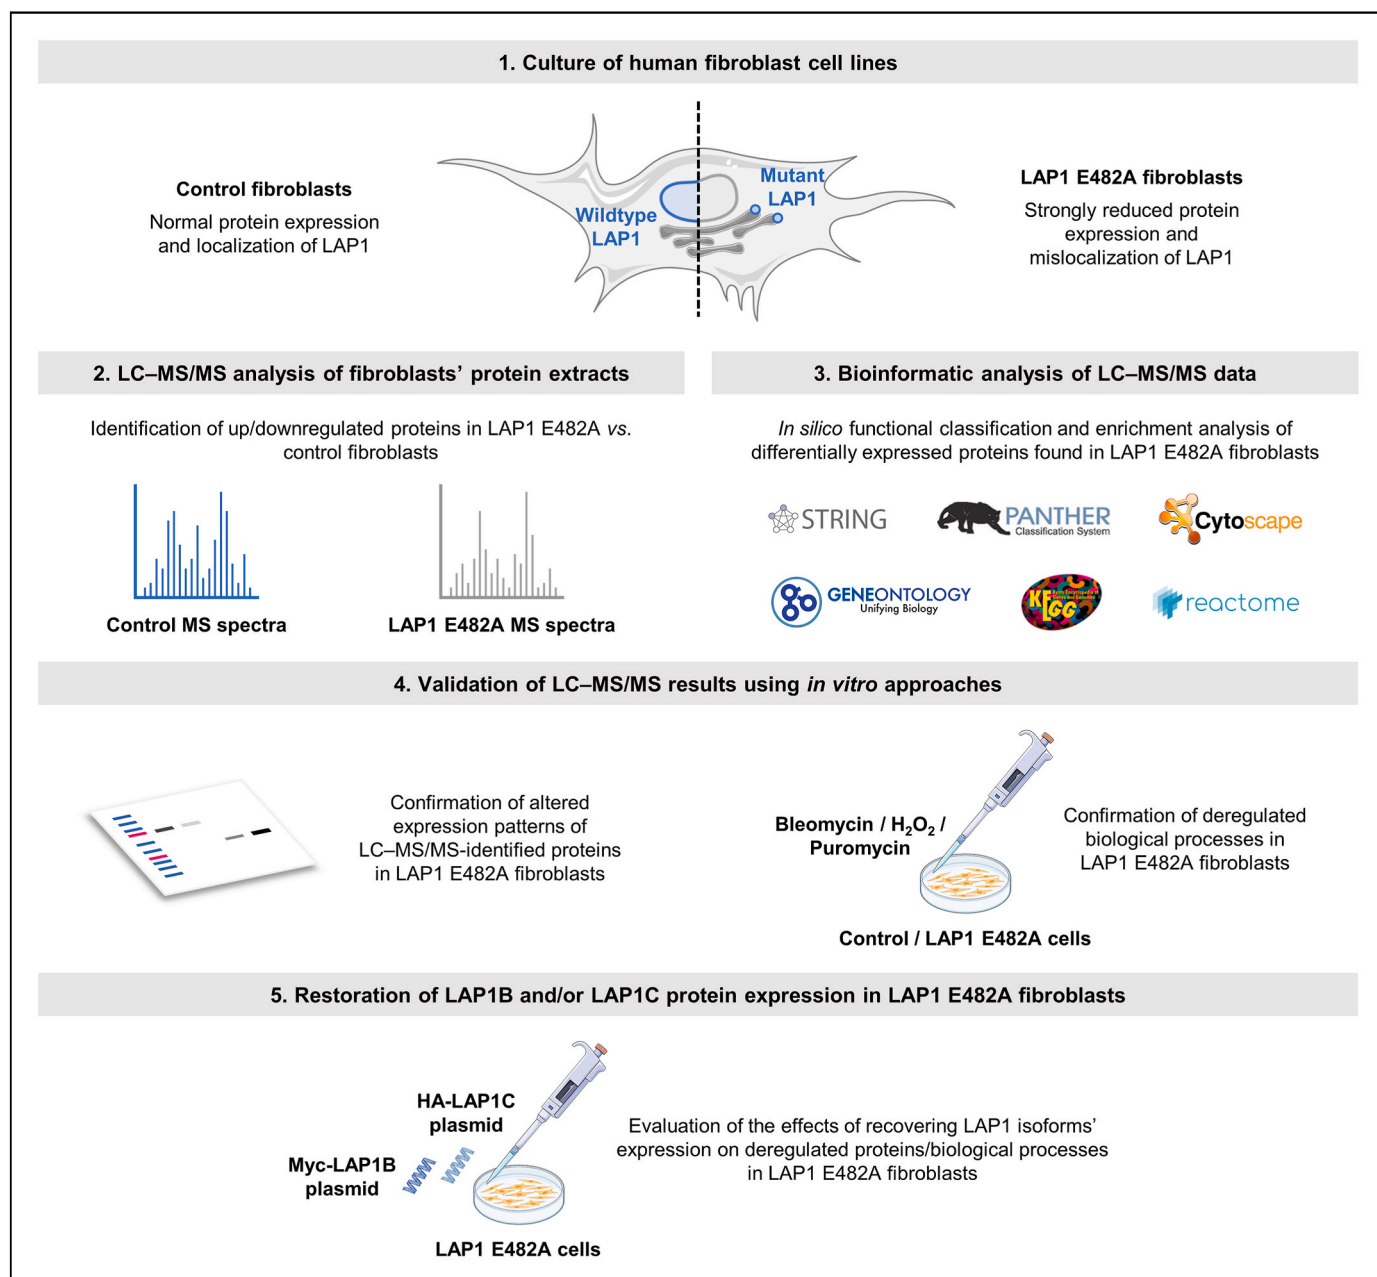 1. Culture of human fibroblast cell lines
Control fibroblasts
Normal protein expression
and localization of LAP1
Wildtype
LAP1
Mutant
LAP1
LAP1 E482A fibroblasts
Strongly reduced protein
expression and
mislocalization of LAP1
2. LC–MS/MS analysis of fibroblasts’ protein extracts
Identification of up/downregulated proteins in LAP1 E482A vs.
control fibroblasts
Control MS spectra
LAP1 E482A MS spectra
3. Bioinformatic analysis of LC–MS/MS data
In silico functional classification and enrichment analysis of
differentially expressed proteins found in LAP1 E482A fibroblasts
STRING
PANTHER
Classification System
Cytoscape
GENEONTOLOGY
Unifying Biology
KEGG
Kyoto Encyclopedia of
Genes and Genomes
reactome
4. Validation of LC–MS/MS results using in vitro approaches
Confirmation of altered
expression patterns of
LC–MS/MS-identified proteins
in LAP1 E482A fibroblasts
Bleomycin / H₂O₂ /
Puromycin
Control / LAP1 E482A cells
Confirmation of deregulated
biological processes in
LAP1 E482A fibroblasts
5. Restoration of LAP1B and/or LAP1C protein expression in LAP1 E482A fibroblasts
HA-LAP1C
plasmid
Myc-LAP1B
plasmid
LAP1 E482A cells
Evaluation of the effects of recovering LAP1 isoforms’
expression on deregulated proteins/biological processes
in LAP1 E482A fibroblasts